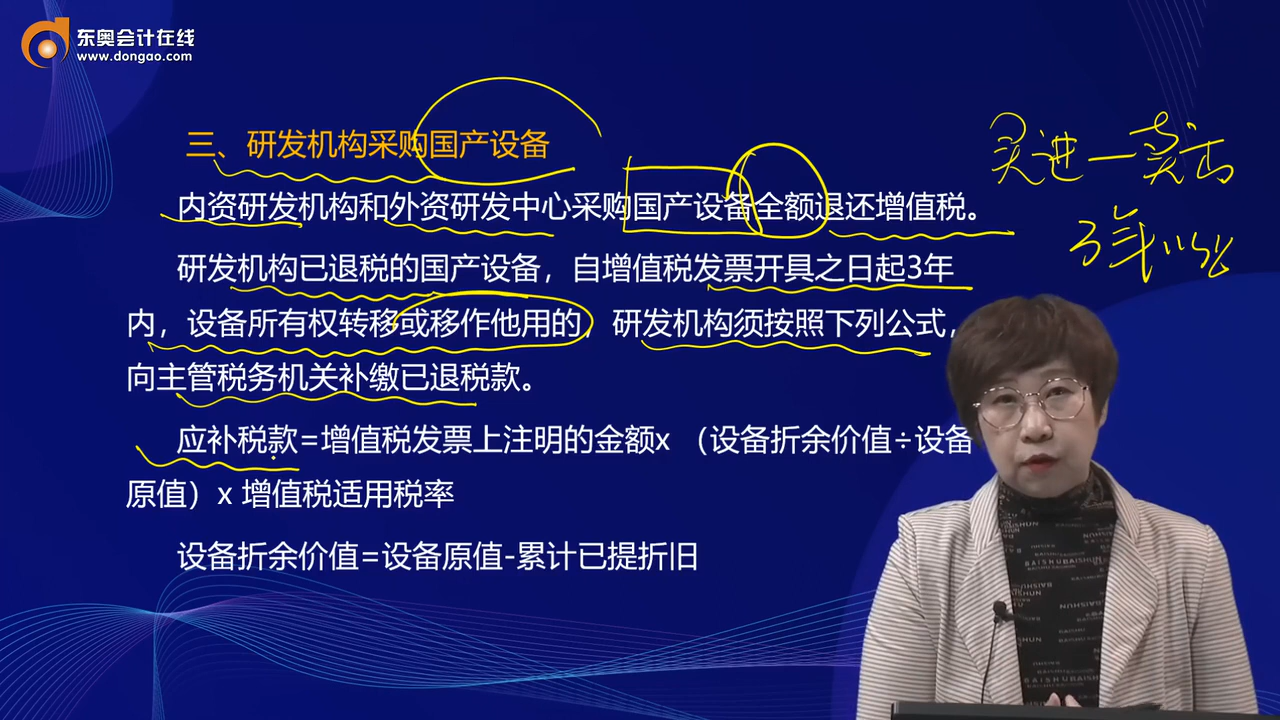 东奥会计在线
www.dongao.com
三、研发机构采购国产设备
内资研发机构和外资研发中心采购国产设备全额退还增值税。
研发机构已退税的国产设备，自增值税发票开具之日起3年
内，设备所有权转移或移作他用的，研发机构须按照下列公式，
向主管税务机关补缴已退税款。
应补税款=增值税发票上注明的金额x （设备折余价值÷设备
原值）x 增值税适用税率
设备折余价值=设备原值-累计已提折旧
BAISHUN
BAISHUBAISHUN